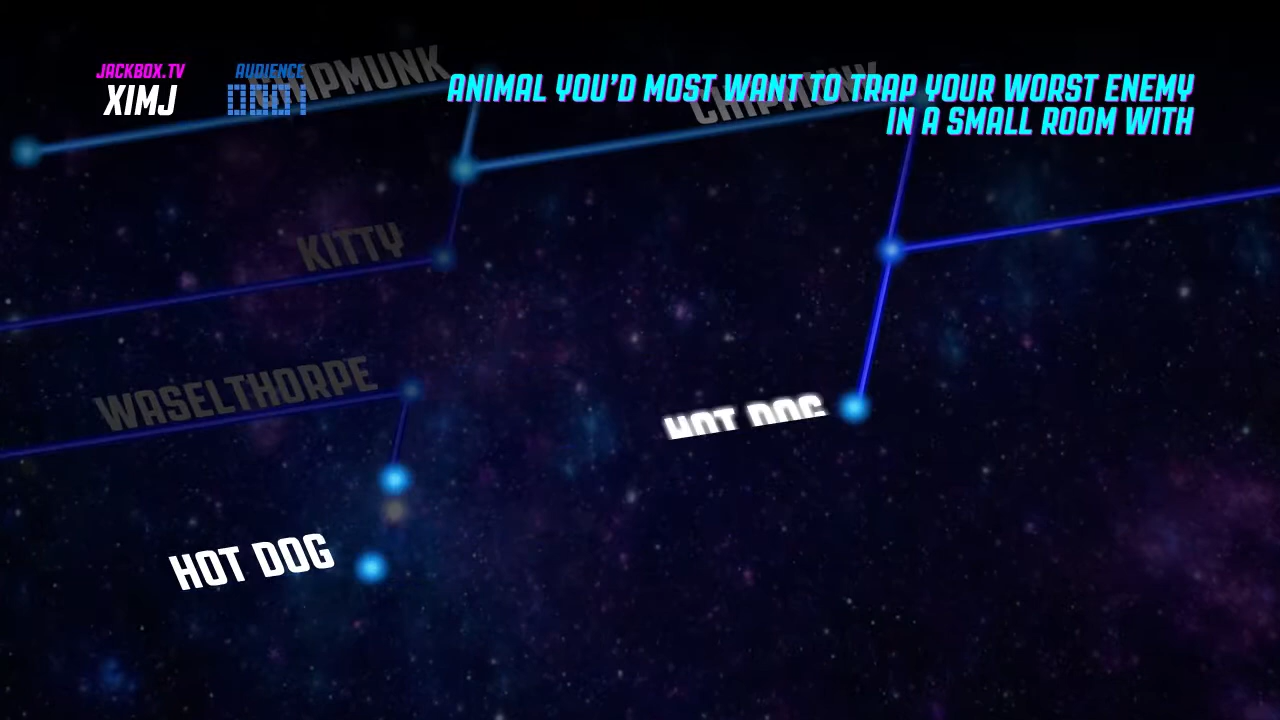 JACKBOX.TV
XIMJ
AUDIENCE
0001
ANIMAL YOU'D MOST WANT TO TRAP YOUR WORST ENEMY
IN A SMALL ROOM WITH
CHIPMUNK
CHIPMUNK
KITTY
WASELTHORPE
HOT DOG
HOT DOG